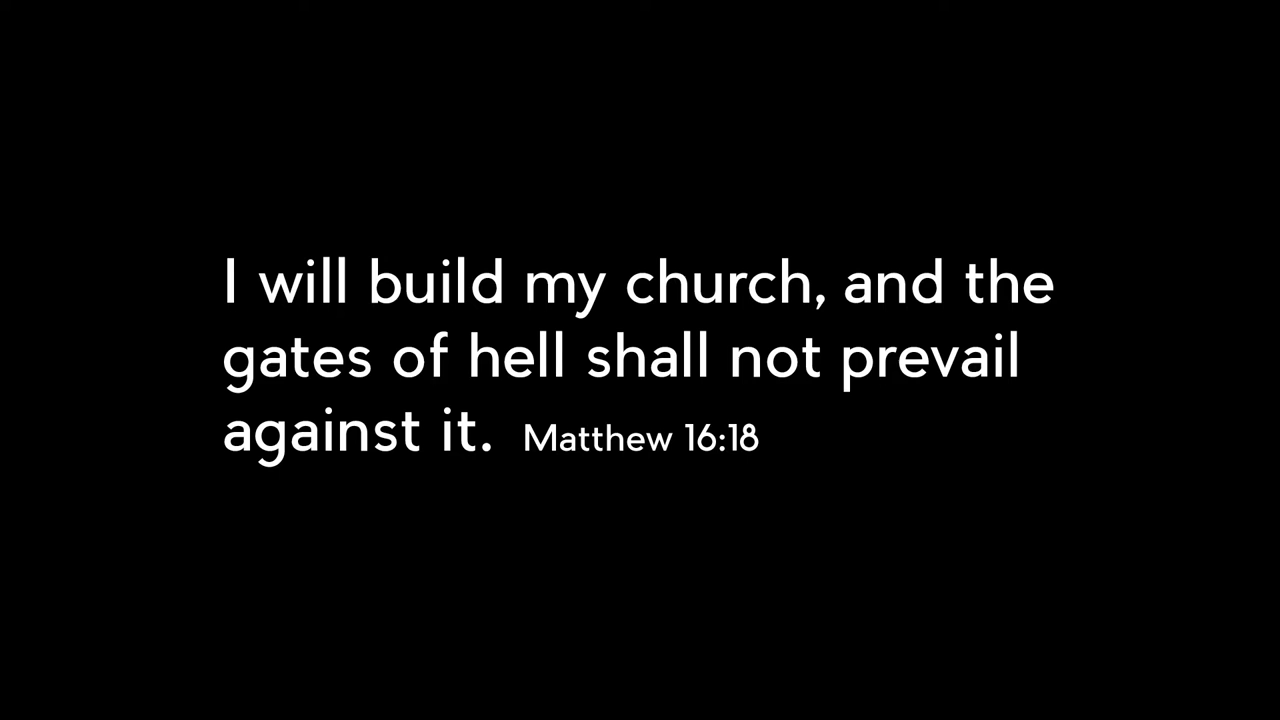 I will build my church, and the
gates of hell shall not prevail
against it. Matthew 16:18